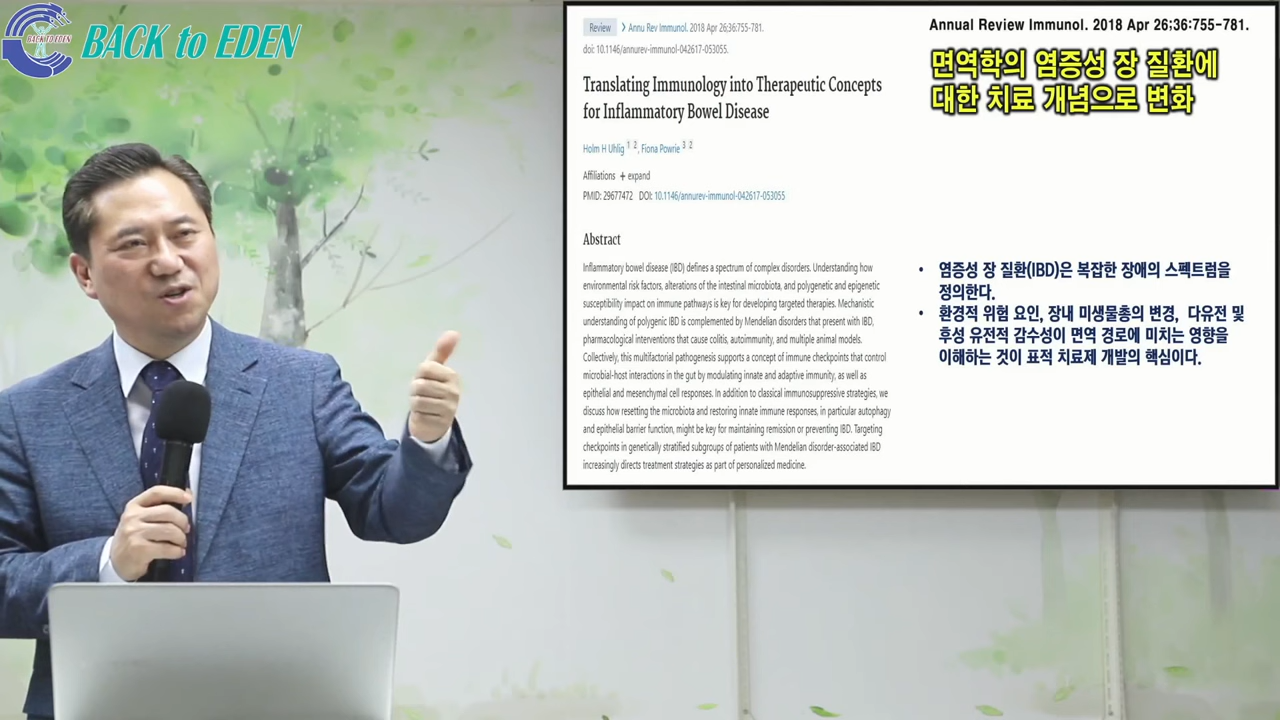 BACK TO EDEN
BACK to EDEN
Review
Annu Rev Immunol. 2018 Apr 26;36:755-781.
doi: 10.1146/annurev-immunol-042617-053055.
Translating Immunology into Therapeutic Concepts
for Inflammatory Bowel Disease
Holm H Uhlig 1 2, Fiona Powrie 3 2
Affiliations + expand
PMID: 29677472 DOI: 10.1146/annurev-immunol-042617-053055
Abstract
Inflammatory bowel disease (IBD) defines a spectrum of complex disorders. Understanding how
environmental risk factors, alterations of the intestinal microbiota, and polygenetic and epigenetic
susceptibility impact on immune pathways is key for developing targeted therapies. Mechanistic
understanding of polygenic IBD is complemented by Mendelian disorders that present with IBD,
pharmacological interventions that cause colitis, autoimmunity, and multiple animal models.
Collectively, this multifactorial pathogenesis supports a concept of immune checkpoints that control
microbial-host interactions in the gut by modulating innate and adaptive immunity, as well as
epithelial and mesenchymal cell responses. In addition to classical immunosuppressive strategies, we
discuss how resetting the microbiota and restoring innate immune responses, in particular autophagy
and epithelial barrier function, might be key for maintaining remission or preventing IBD. Targeting
checkpoints in genetically stratified subgroups of patients with Mendelian disorder-associated IBD
increasingly directs treatment strategies as part of personalized medicine.
Annual Review Immunol. 2018 Apr 26;36:755-781.
면역학의 염증성 장 질환에
대한 치료 개념으로 변화
• 염증성 장 질환(IBD)은 복잡한 장애의 스펙트럼을
정의한다.
• 환경적 위험 요인, 장내 미생물총의 변경, 다유전 및
후성 유전적 감수성이 면역 경로에 미치는 영향을
이해하는 것이 표적 치료제 개발의 핵심이다.